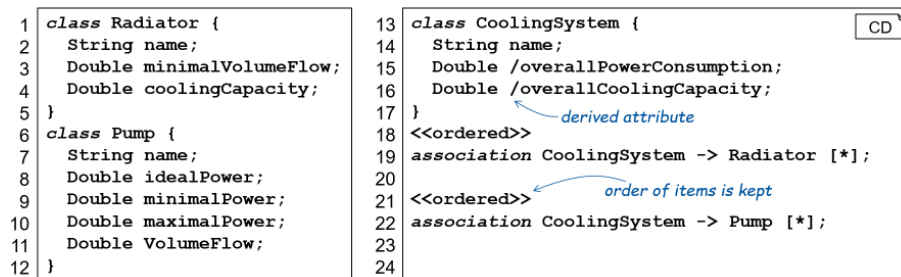 1 class Radiator {
2 String name;
3 Double minimalVolumeFlow;
4 Double coolingCapacity;
5 }
6 class Pump {
7 String name;
8 Double idealPower;
9 Double minimalPower;
10 Double maximalPower;
11 Double VolumeFlow;
12 }
13 class CoolingSystem {
CD
14 String name;
15 Double /overallPowerConsumption;
16 Double /overallCoolingCapacity;
17 }
derived attribute
18 <<ordered>>
19 association CoolingSystem -> Radiator [*];
20
order of items is kept
21 <<ordered>>
22 association CoolingSystem -> Pump [*];
23
24